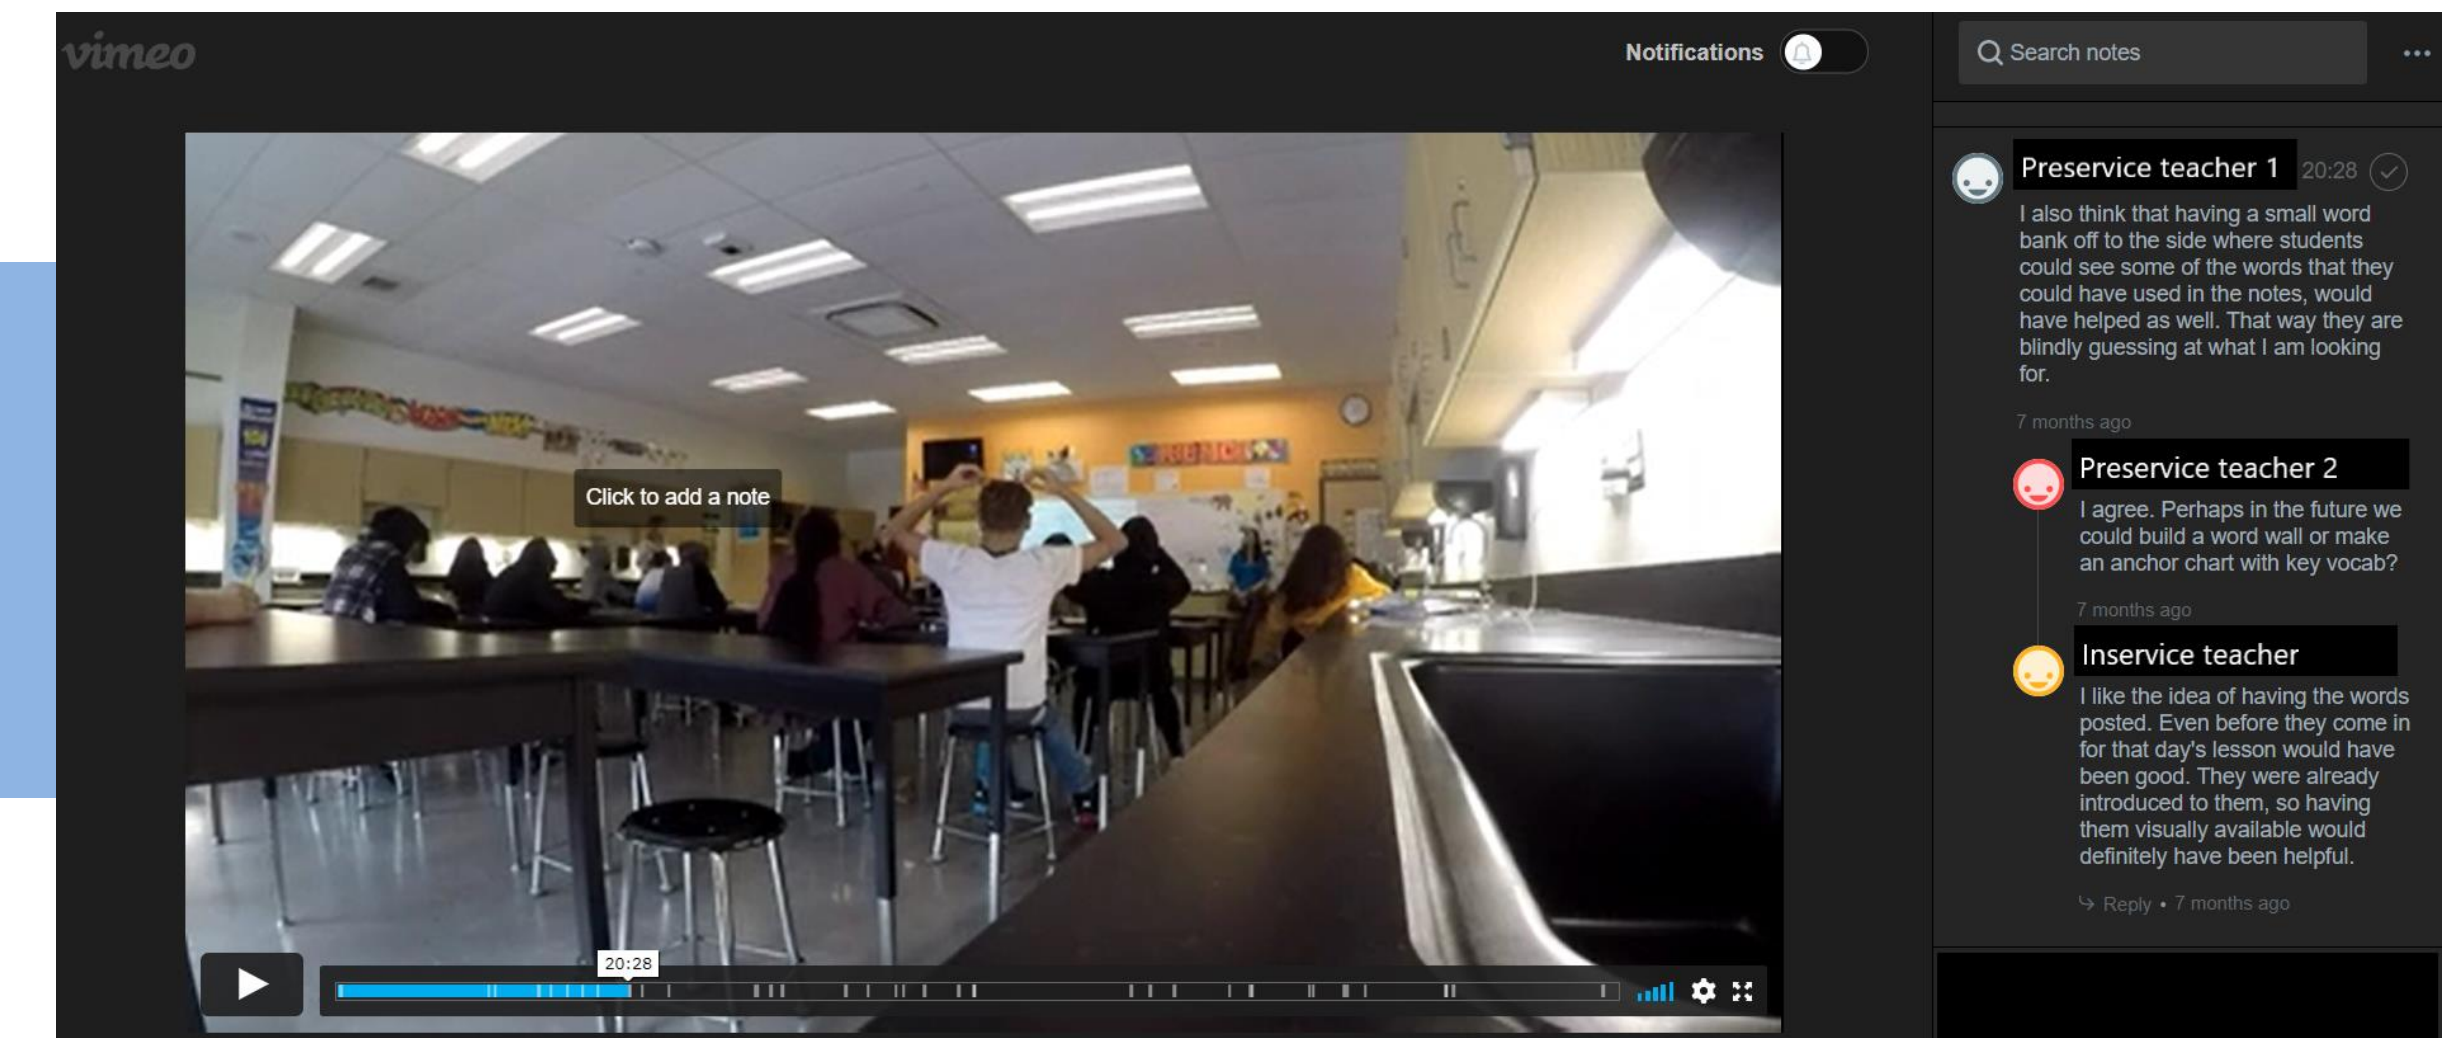 vimeo
Notifications
Search notes
Preservice teacher 1 20:28
I also think that having a small word
bank off to the side where students
could see some of the words that they
could have used in the notes, would
have helped as well. That way they are
blindly guessing at what I am looking
for.
7 months ago
Preservice teacher 2
I agree. Perhaps in the future we
could build a word wall or make
an anchor chart with key vocab?
7 months ago
Inservice teacher
I like the idea of having the words
posted. Even before they come in
for that day's lesson would have
been good. They were already
introduced to them, so having
them visually available would
definitely have been helpful.
Reply • 7 months ago
Click to add a note
20:28